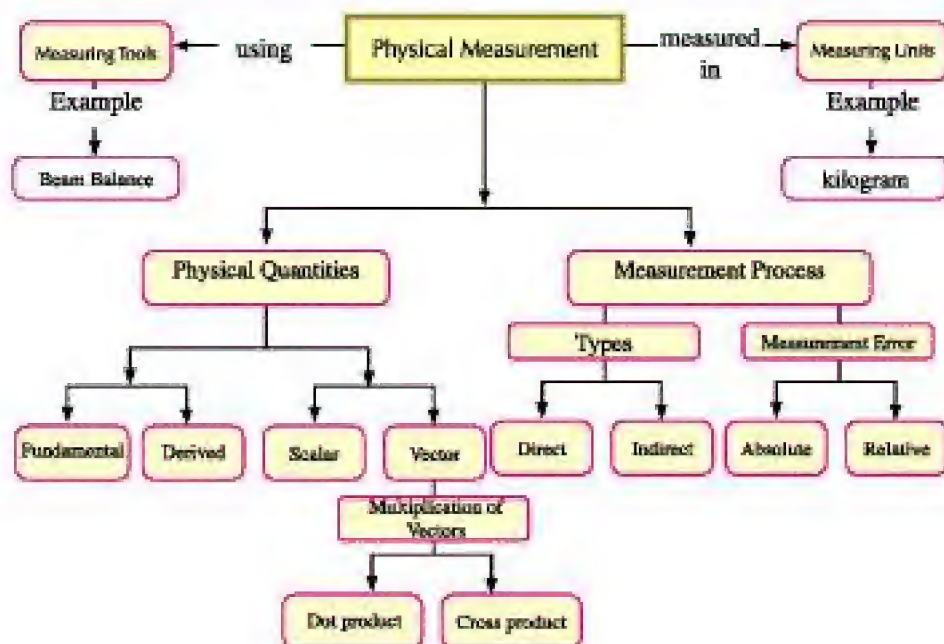 Physical Measurement
using
Measuring Tools
Example
Beam Balance
measured
in
Measuring Units
Example
kilogram
Physical Quantities
Measurement Process
Types
Measurement Error
Fundamental
Derived
Scalar
Vector
Direct
Indirect
Absolute
Relative
Multiplication of
Vectors
Dot product
Cross product